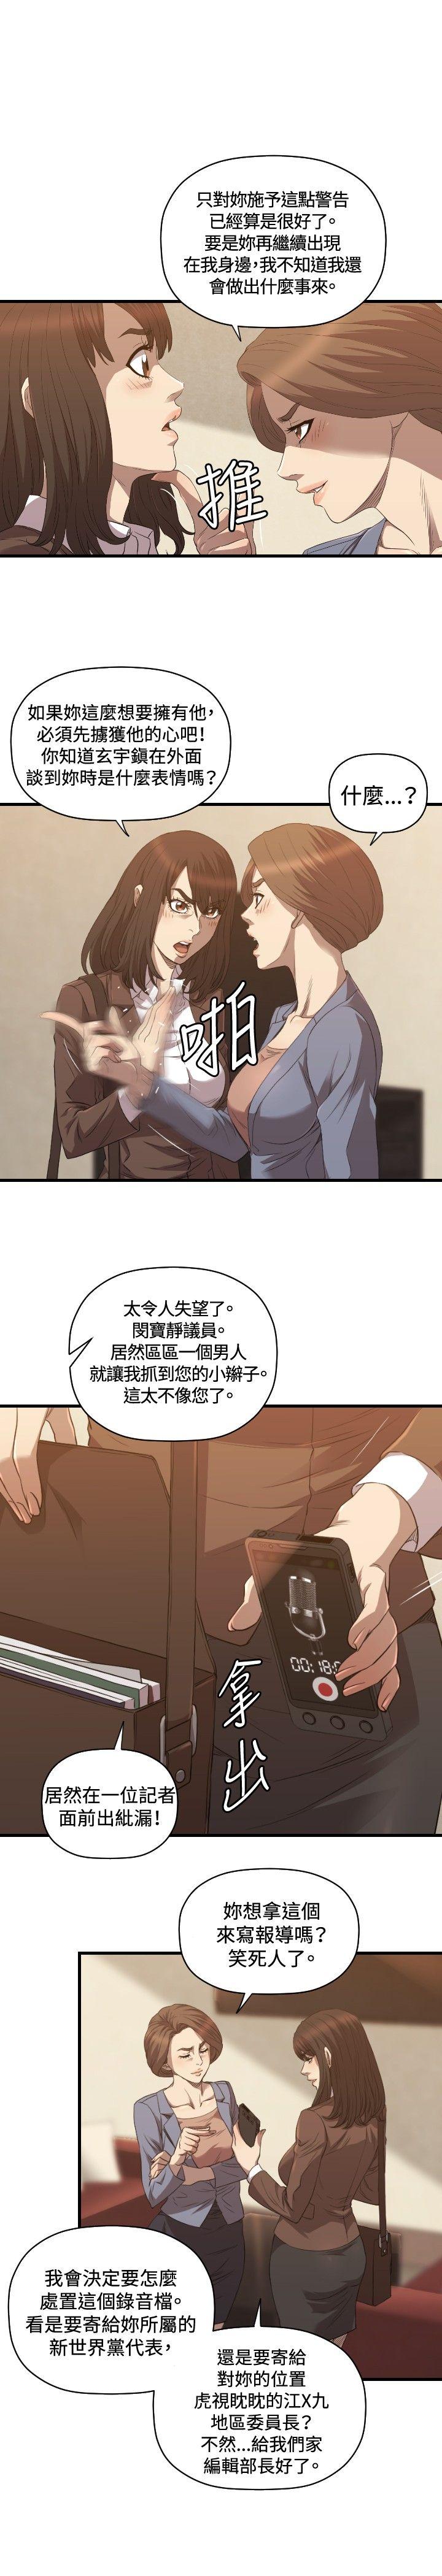 只對妳施予這點警告
已經算是很好了。
要是妳再繼續出現
在我身邊，我不知道我還
會做出什麼事來。
推
如果妳這麼想要擁有他，
必須先擄獲他的心吧！
你知道玄宇鎭在外面
談到妳時是什麼表情嗎？
什麼…？
啪
太令人失望了。
閔寶靜議員。
居然區區一個男人
就讓我抓到您的小辮子。
這太不像您了。
00:18:0
拿出
居然在一位記者
面前出紕漏！
妳想拿這個
來寫報導嗎？
笑死人了。
我會決定要怎麼
處置這個錄音檔。
看是要寄給妳所屬的
新世界黨代表，
還是要寄給
對妳的位置
虎視眈眈的江X九
地區委員長？
不然…給我們家
編輯部長好了。